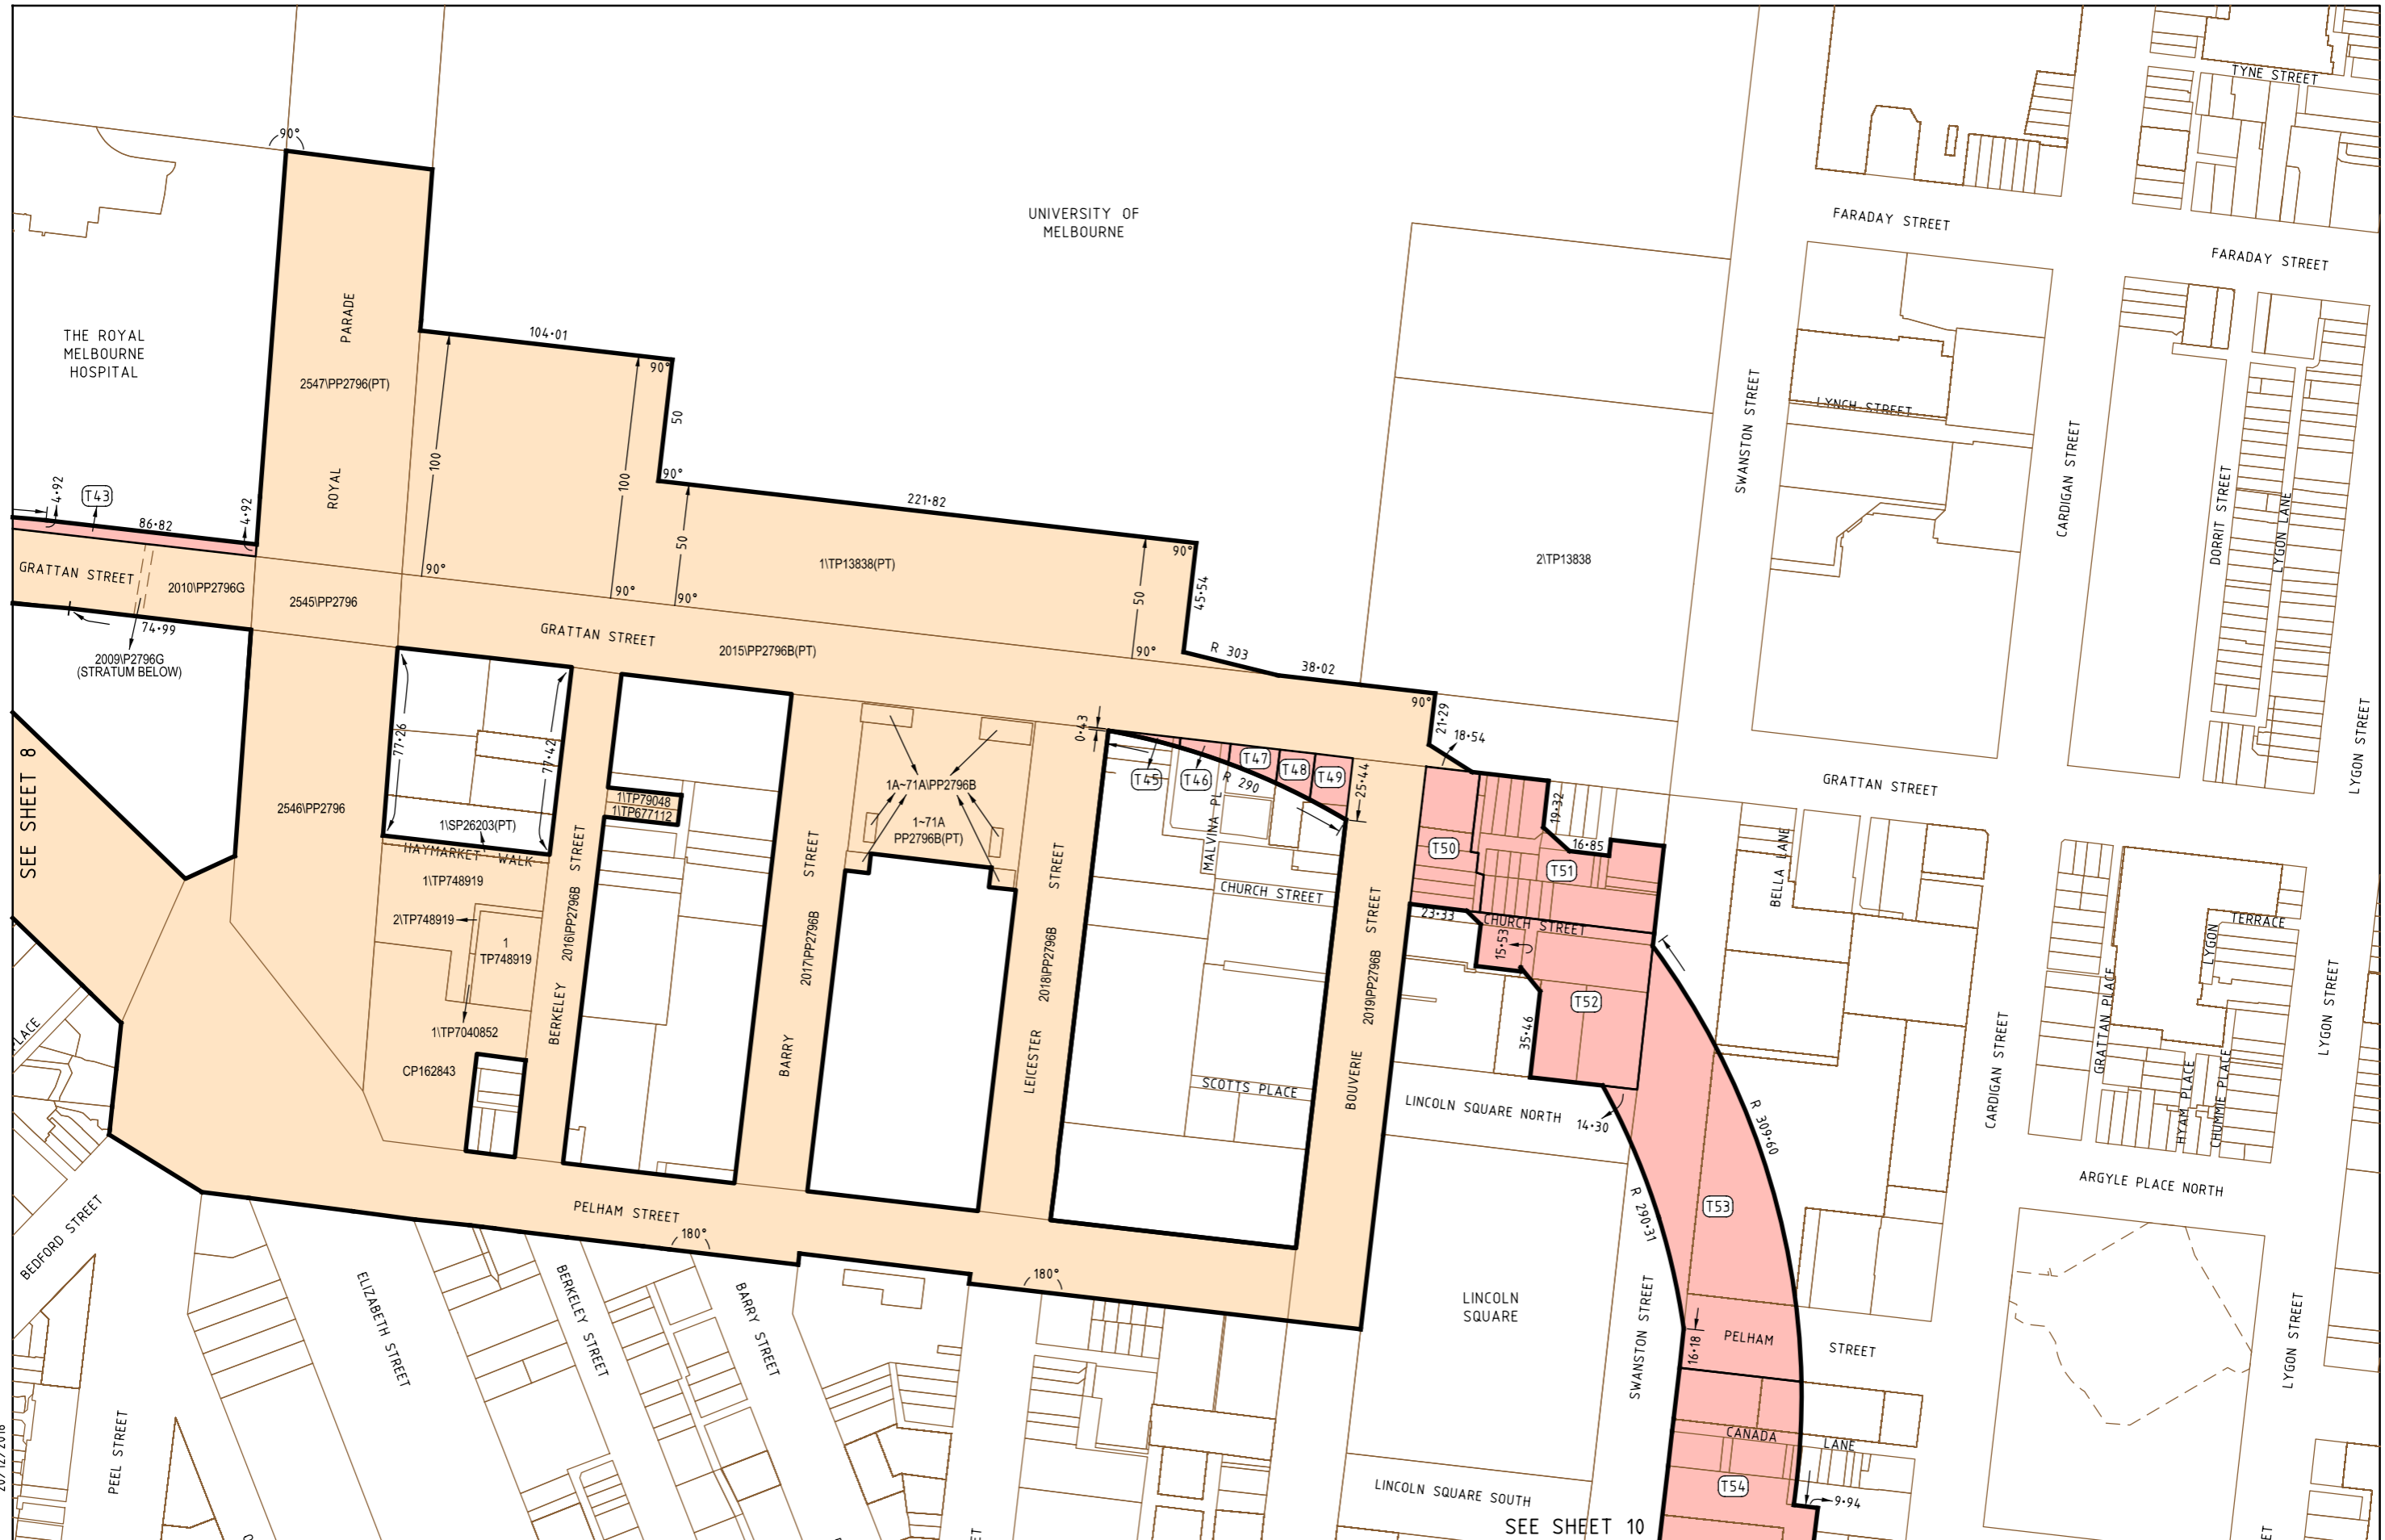 TYNE STREET
FARADAY STREET
FARADAY STREET
UNIVERSITY OF
MELBOURNE
90°
THE ROYAL
MELBOURNE
HOSPITAL
PARADE
ROYAL
2547\PP2796(PT)
104·01
90°
50
100
100
90°
221·82
50
1\TP13838(PT)
90°
50
45·54
2\TP13838
SWANSTON STREET
LYNCH STREET
CARDIGAN STREET
DORRIT STREET
LYGON LANE
LYGON STREET
4·92
T43
86·82
4·92
GRATTAN STREET
2010\PP2796G
2545\PP2796
90°
90°
90°
90°
74·99
2009\P2796G
(STRATUM BELOW)
GRATTAN STREET
2015\PP2796B(PT)
R 303
38·02
90°
21·29
18·54
GRATTAN STREET
SEE SHEET 8
77·26
77·42
2546\PP2796
1\SP26203(PT)
HAYMARKET WALK
1\TP748919
2\TP748919
1
TP748919
1\TP7040852
CP162843
BERKELEY STREET
2016\PP2796B
1\TP79048
1\TP677112
BARRY STREET
2017\PP2796B
1A~71A\PP2796B
1~71A
PP2796B(PT)
LEICESTER STREET
2018\PP2796B
0·43
T45
T46
T47
T48
T49
R 290
25·44
MALVINA PL
CHURCH STREET
SCOTTS PLACE
BOUVERIE STREET
2019\PP2796B
T50
T51
19·32
16·85
23·33
CHURCH STREET
15·53
T52
35·46
LINCOLN SQUARE NORTH
14·30
BELLA LANE
CARDIGAN STREET
GRATTAN PLACE
LYGON
TERRACE
HYAM PLACE
CHUMMIE PLACE
LYGON STREET
ARGYLE PLACE NORTH
R 309·60
R 290·31
T53
PLACE
BEDFORD STREET
PELHAM STREET
180°
180°
ELIZABETH STREET
BERKELEY STREET
BARRY STREET
PEEL STREET
LINCOLN
SQUARE
SWANSTON STREET
16·18
PELHAM
STREET
CANADA
LANE
T54
9·94
LYGON STREET
LINCOLN SQUARE SOUTH
SEE SHEET 10